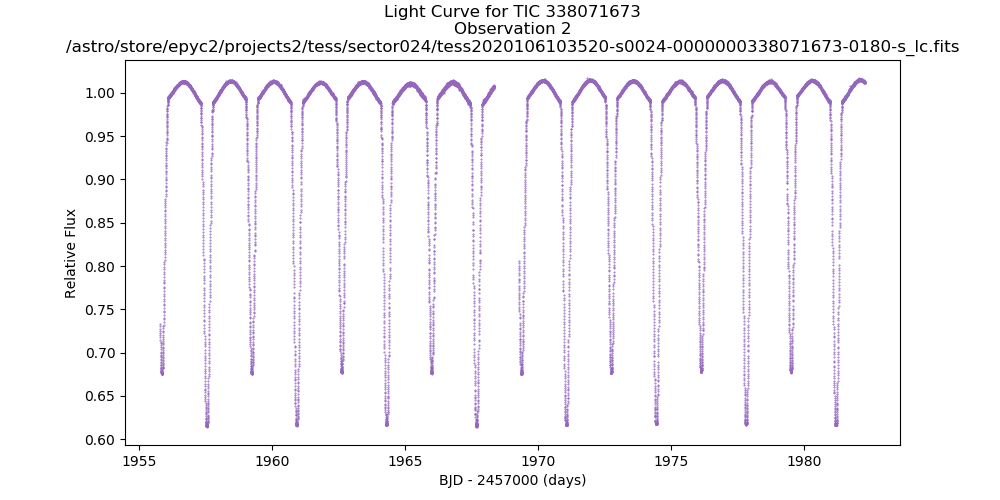 Light Curve for TIC 338071673
Observation 2
/astro/store/epyc2/projects2/tess/sector024/tess2020106103520-s0024-0000000338071673-0180-s_lc.fits
1.00
0.95
0.90
0.85
0.80
0.75
0.70
0.65
0.60
Relative Flux
1955 1960 1965 1970 1975 1980
BJD - 2457000 (days)